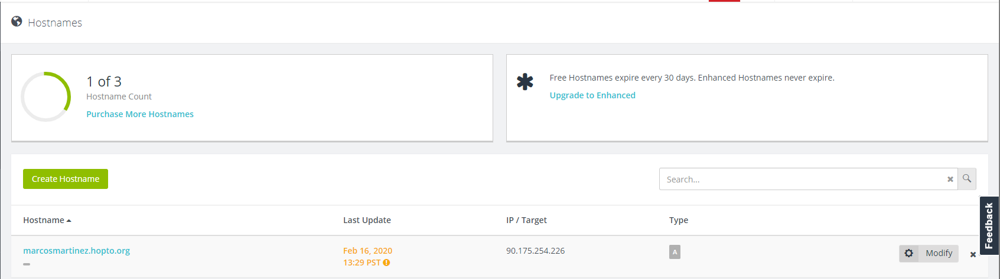 Hostnames
1 of 3
Hostname Count
Purchase More Hostnames
Free Hostnames expire every 30 days. Enhanced Hostnames never expire.
Upgrade to Enhanced
Create Hostname
Search...
Feedback
Hostname Last Update IP / Target Type
marcosmartinez.hopto.org Feb 16, 2020 90.175.254.226 A Modify
13:29 PST